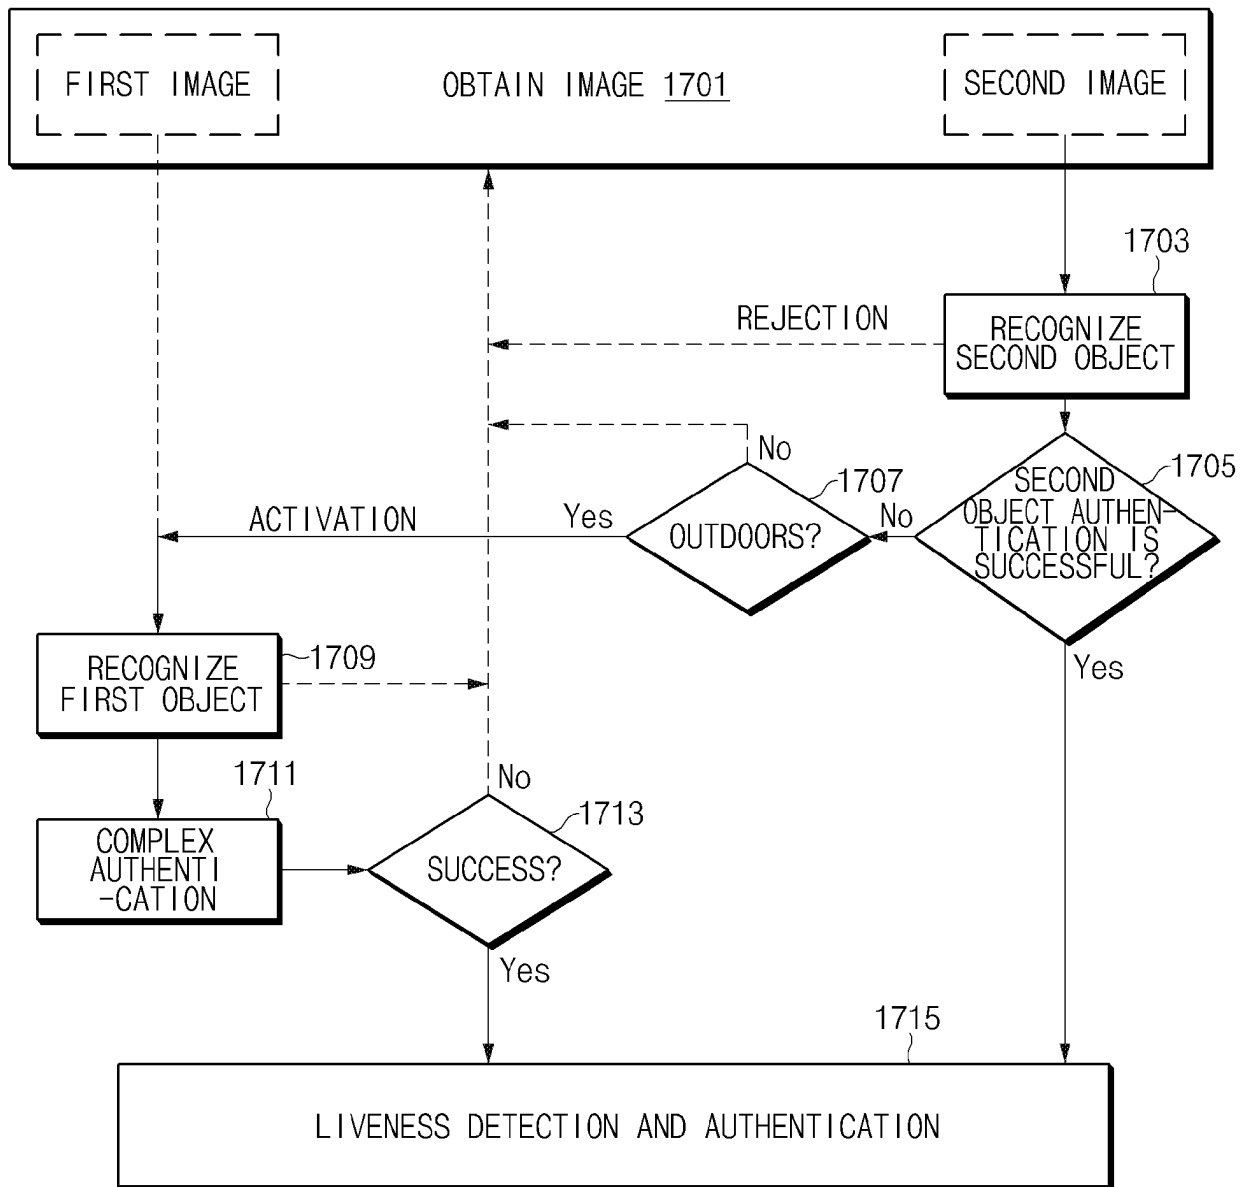 FIRST IMAGE
OBTAIN IMAGE 1701
SECOND IMAGE
1703
REJECTION
RECOGNIZE
SECOND OBJECT
No
1707
1705
SECOND
OBJECT AUTHEN-
TICATION IS
SUCCESSFUL?
ACTIVATION
Yes
OUTDOORS?
No
1709
RECOGNIZE
FIRST OBJECT
Yes
1711
No
1713
COMPLEX
AUTHENTI
-CATION
SUCCESS?
Yes
1715
LIVENESS DETECTION AND AUTHENTICATION